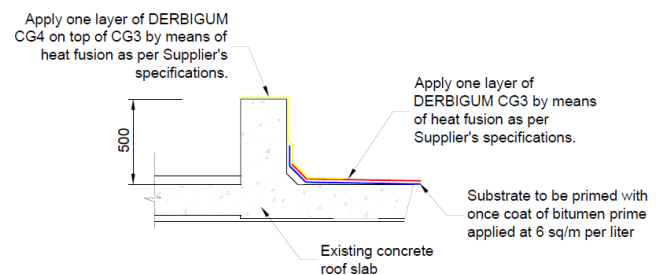 Apply one layer of DERBIGUM
CG4 on top of CG3 by means of
heat fusion as per Supplier's
specifications.
Apply one layer of
DERBIGUM CG3 by means
of heat fusion as per
Supplier's specifications.
500
Substrate to be primed with
once coat of bitumen prime
applied at 6 sq/m per liter
Existing concrete
roof slab